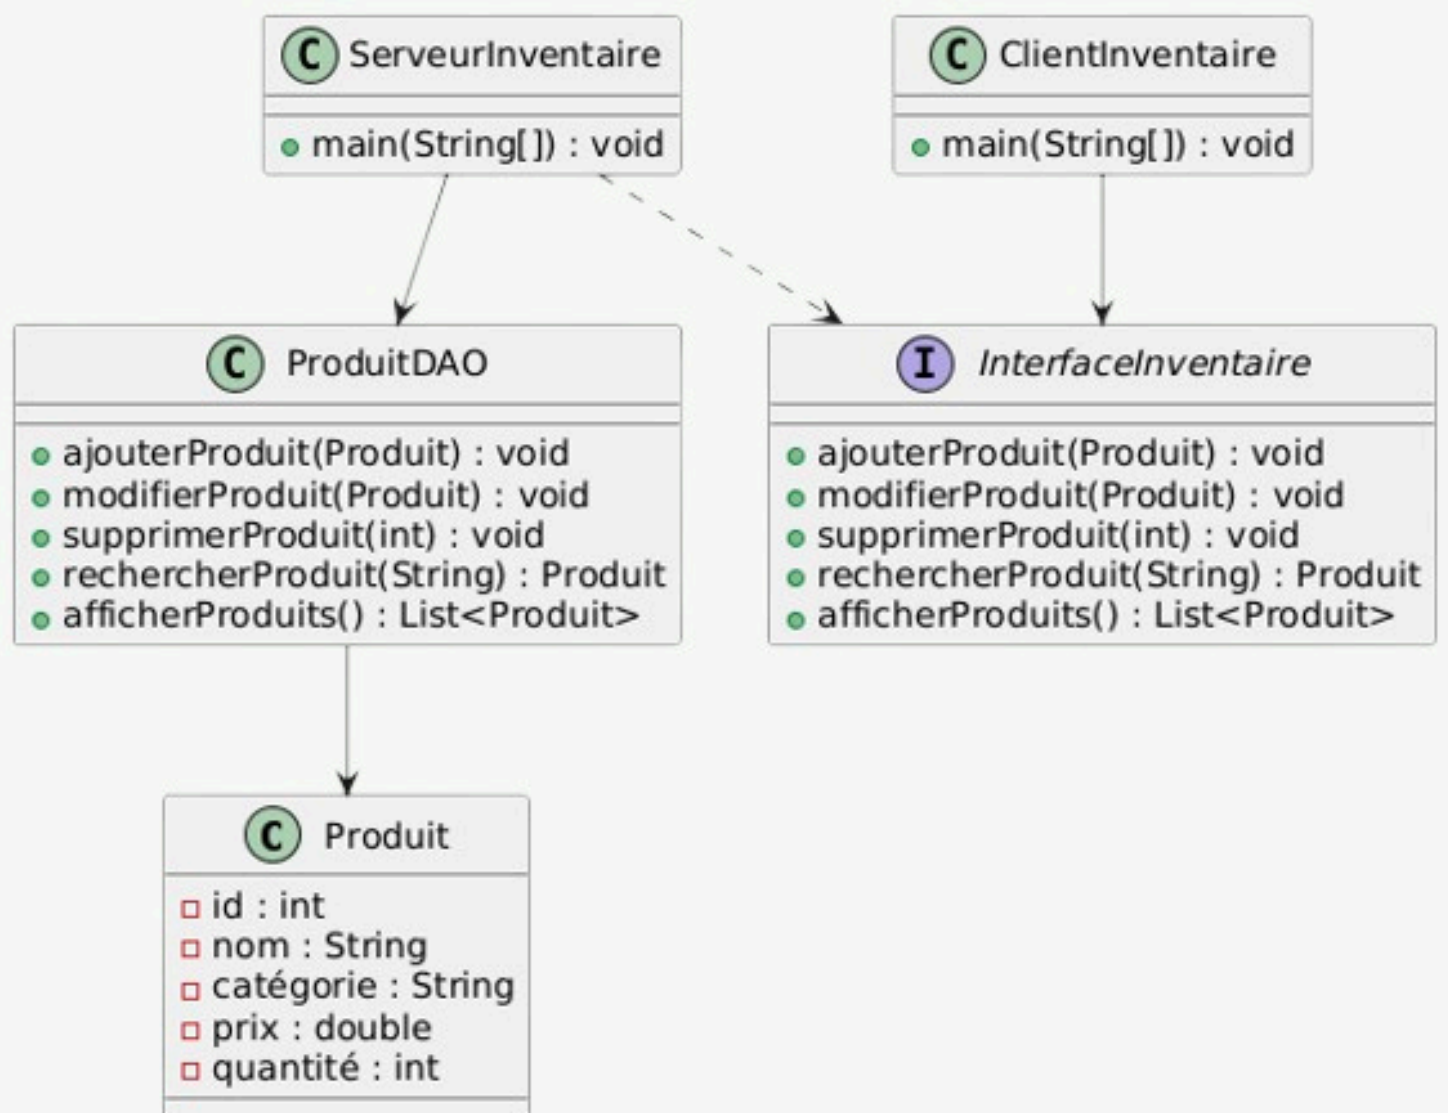 C ServeurInventaire
main(String[]) : void
C ClientInventaire
main(String[]) : void
C ProduitDAO
ajouterProduit(Produit) : void
modifierProduit(Produit) : void
supprimerProduit(int) : void
rechercherProduit(String) : Produit
afficherProduits() : List<Produit>
I InterfaceInventaire
ajouterProduit(Produit) : void
modifierProduit(Produit) : void
supprimerProduit(int) : void
rechercherProduit(String) : Produit
afficherProduits() : List<Produit>
C Produit
id : int
nom : String
catégorie : String
prix : double
quantité : int